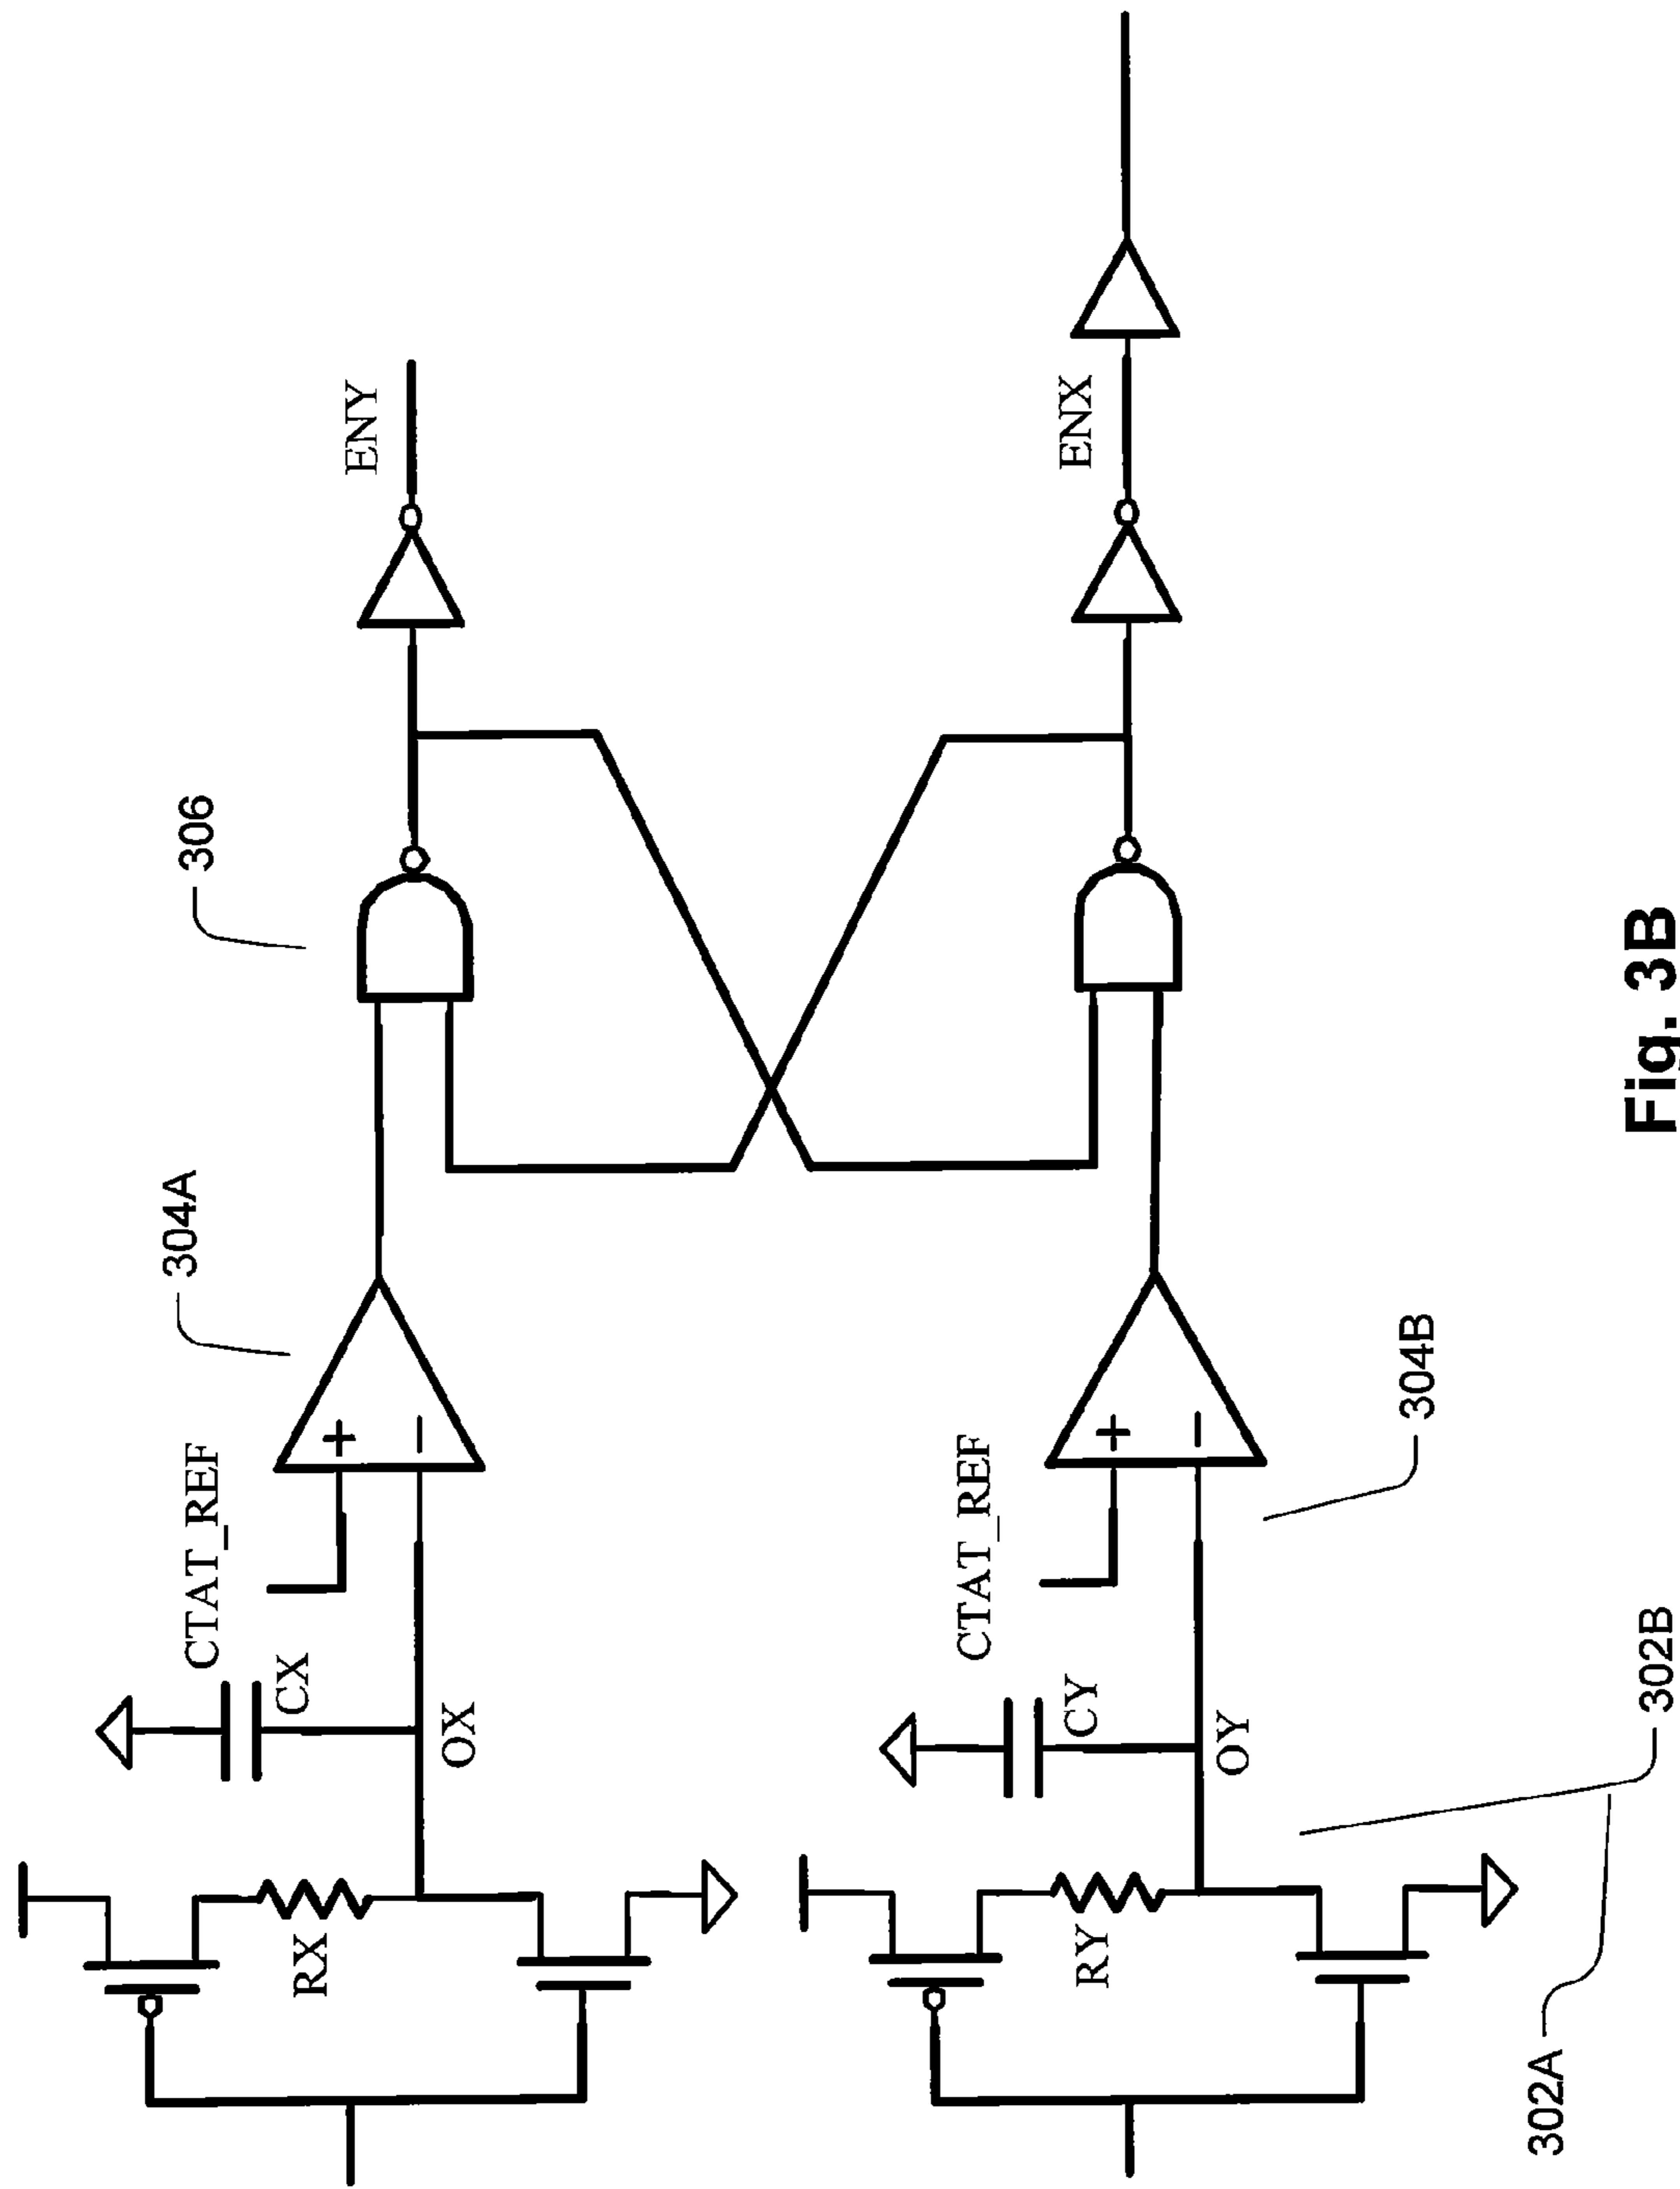 304A
306
CTAT_REF
CX
ENY
RX
OX
CTAT_REF
CY
ENX
RY
OY
304B
302A
302B
+
−
+
−
Fig. 3B